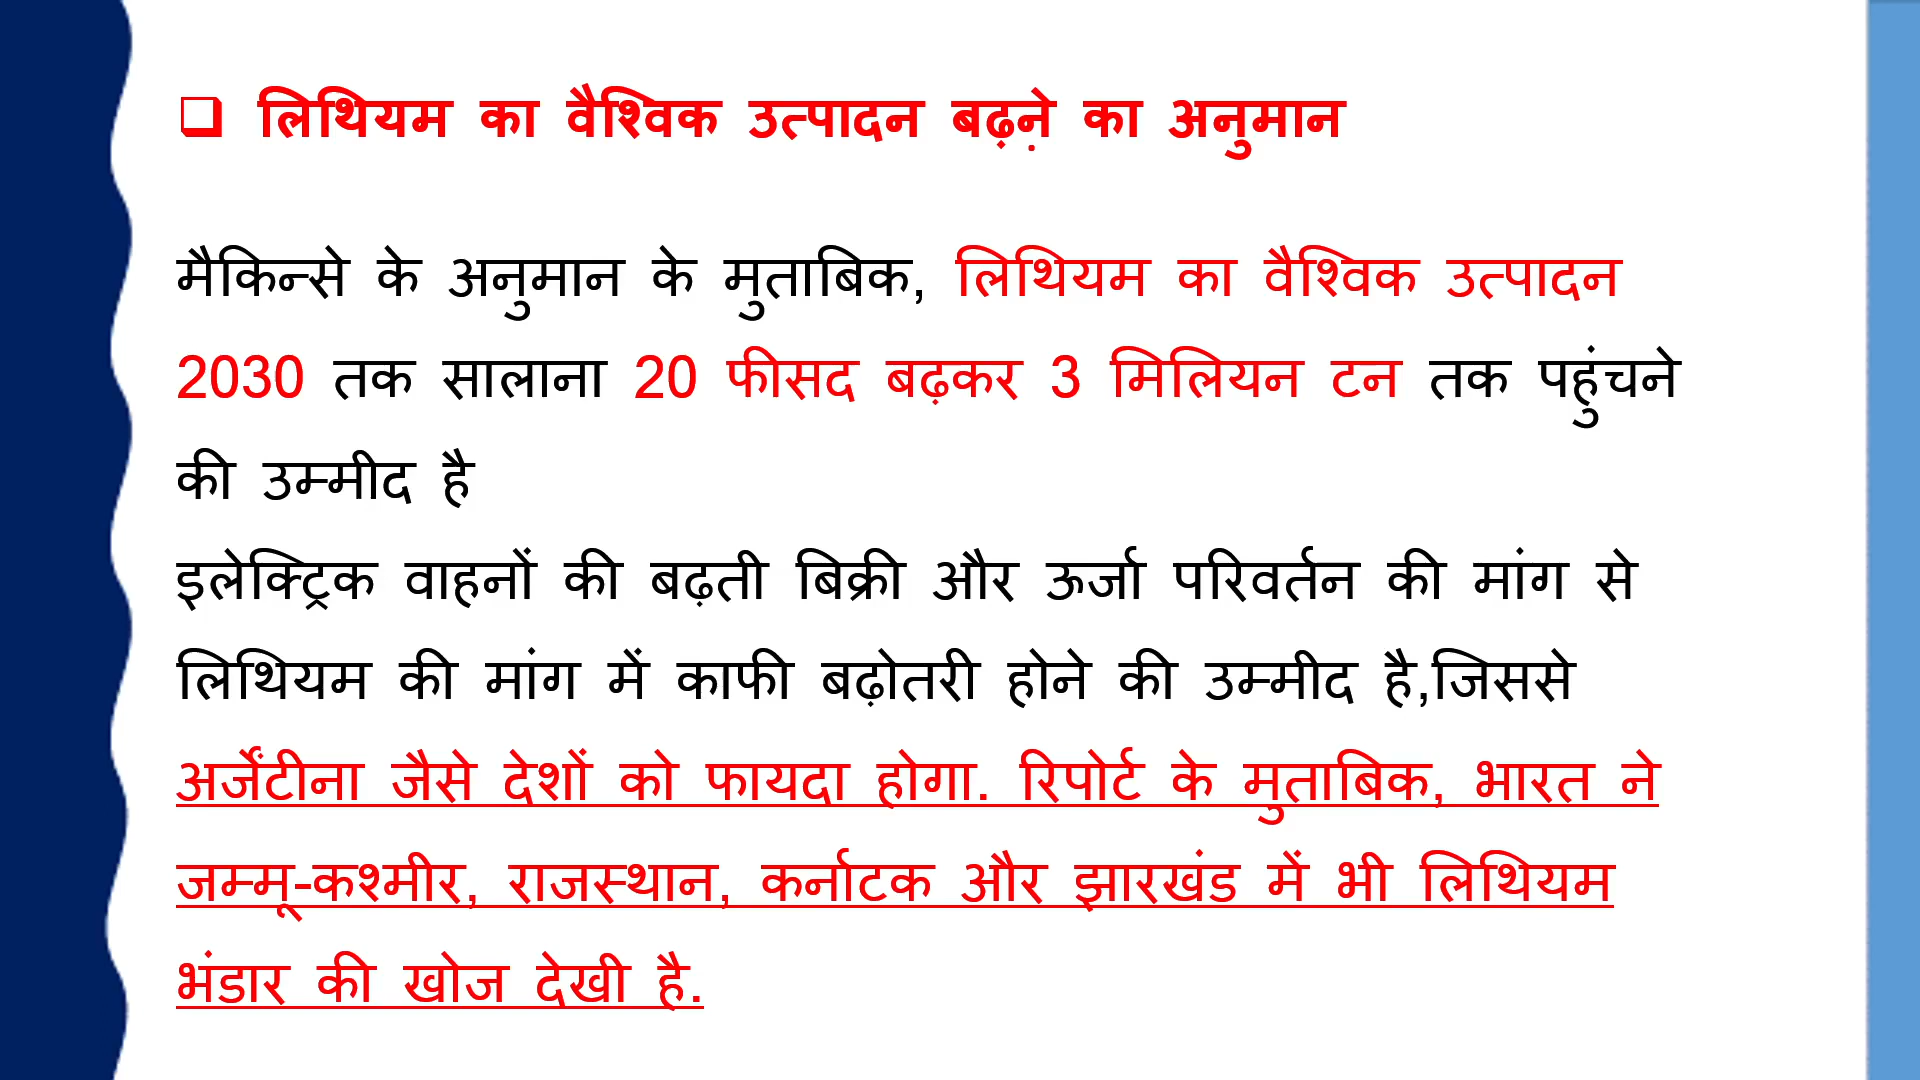 ❑ लिथियम का वैश्विक उत्पादन बढ़ऩे का अनुमान
मैकिन्से के अनुमान के मुताबिक, लिथियम का वैश्विक उत्पादन
2030 तक सालाना 20 फीसद बढ़कर 3 मिलियन टन तक पहुंचने
की उम्मीद है
इलेक्ट्रिक वाहनों की बढ़ती बिक्री और ऊर्जा परिवर्तन की मांग से
लिथियम की मांग में काफी बढ़ोतरी होने की उम्मीद है,जिससे
अर्जेंटीना जैसे देशों को फायदा होगा. रिपोर्ट के मुताबिक, भारत ने
जम्मू-कश्मीर, राजस्थान, कर्नाटक और झारखंड में भी लिथियम
भंडार की खोज देखी है.